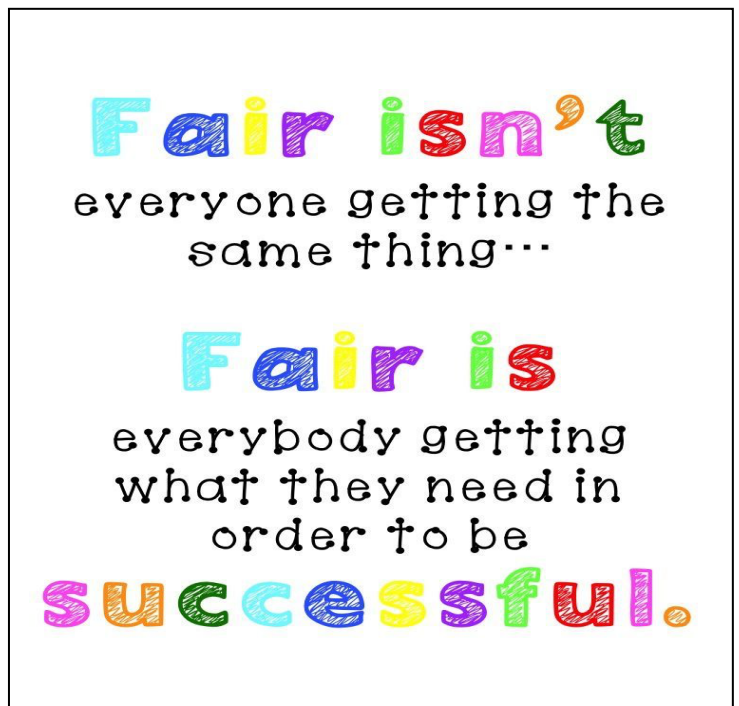 Fair isn't
everyone getting the
same thing...
Fair is
everybody getting
what they need in
order to be
successful.